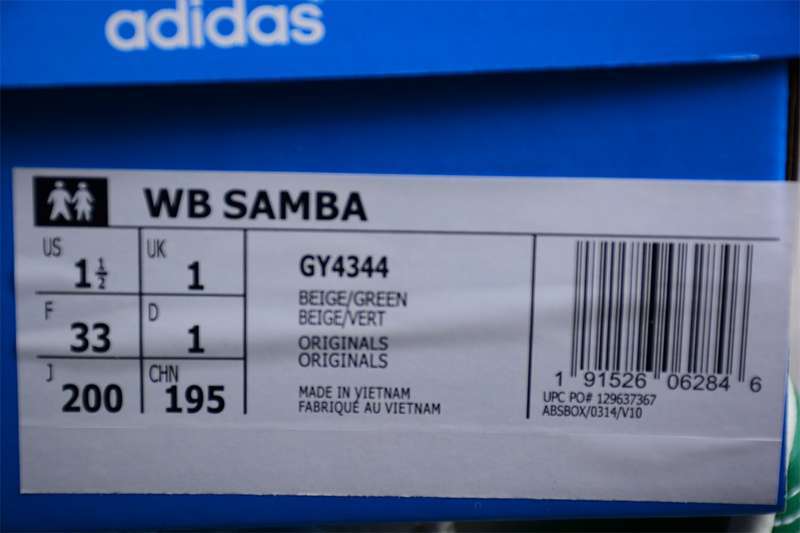 adidas
WB SAMBA
US 1½
UK 1
F 33
D 1
J 200
CHN 195
GY4344
BEIGE/GREEN
BEIGE/VERT
ORIGINALS
ORIGINALS
MADE IN VIETNAM
FABRIQUÉ AU VIETNAM
1 91526 06284 6
UPC PO# 129637367
ABSBOX/0314/V10